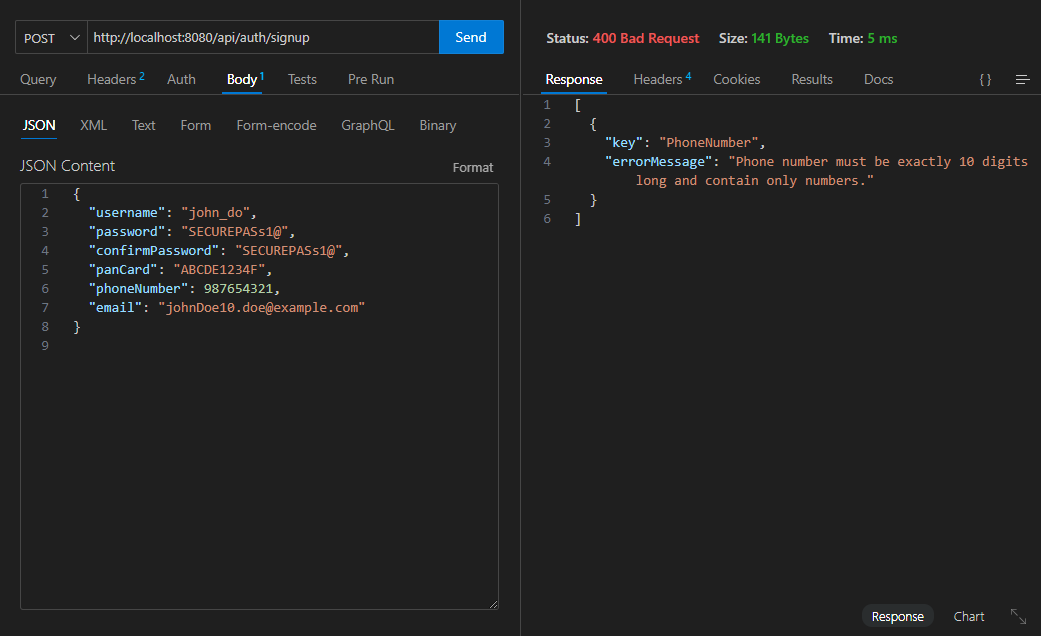 POST http://localhost:8080/api/auth/signup Send
Query Headers 2 Auth Body 1 Tests Pre Run
JSON XML Text Form Form-encode GraphQL Binary
JSON Content Format
1 {
2 "username": "john_do",
3 "password": "SECUREPASs1@",
4 "confirmPassword": "SECUREPASs1@",
5 "panCard": "ABCDE1234F",
6 "phoneNumber": 987654321,
7 "email": "johnDoe10.doe@example.com"
8 }
9
Status: 400 Bad Request Size: 141 Bytes Time: 5 ms
Response Headers 4 Cookies Results Docs { }
1 [
2 {
3 "key": "PhoneNumber",
4 "errorMessage": "Phone number must be exactly 10 digits
long and contain only numbers."
5 }
6 ]
Response Chart